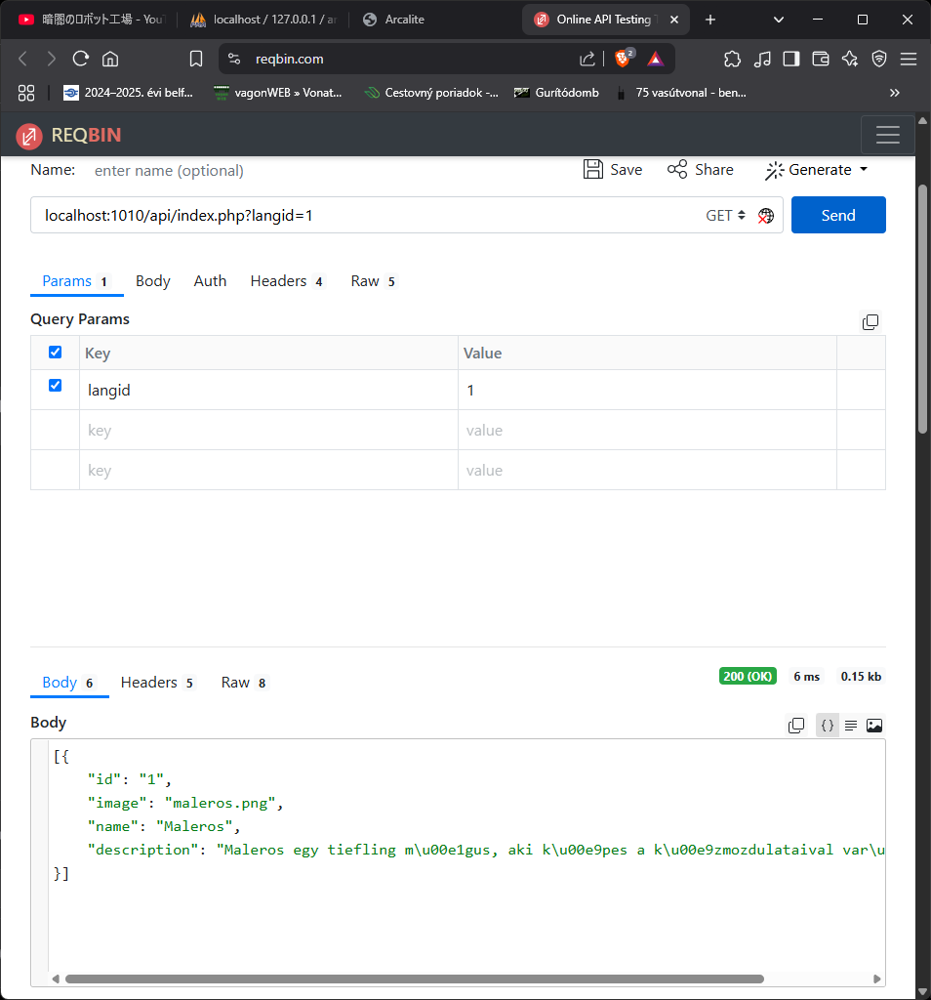 暗闇のロボット工場 - YouT
localhost / 127.0.0.1 / ar
Arcalite
Online API Testing T
2
reqbin.com
2024–2025. évi belf...
vagonWEB » Vonat...
Cestovný poriadok -...
Gurítódomb
75 vasútvonal - ben...
»
REQBIN
Name: enter name (optional)
Save
Share
Generate
localhost:1010/api/index.php?langid=1
GET
Send
Params 1
Body
Auth
Headers 4
Raw 5
Query Params
Key
Value
langid
1
key
value
key
value
Body 6
Headers 5
Raw 8
200 (OK)
6 ms
0.15 kb
Body
{}
[{
"id": "1",
"image": "maleros.png",
"name": "Maleros",
"description": "Maleros egy tiefling m\u00e1gus, aki k\u00e9pes a k\u00e9zmozdulataival var\u
}]